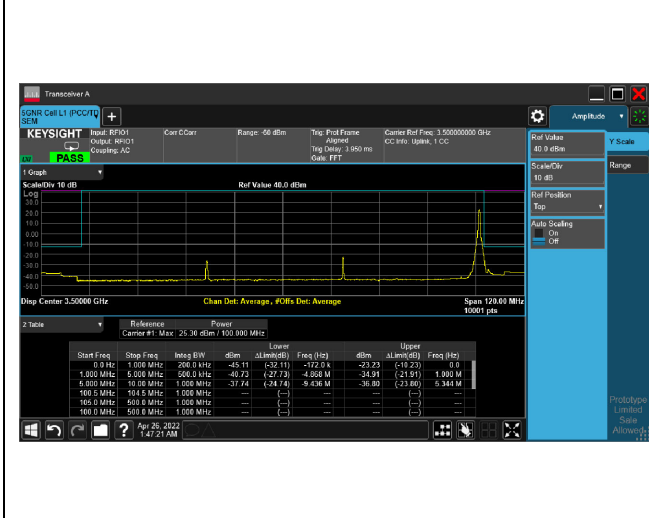 Transceiver A
5GNR Cell L1 (PCC/TD
SEM
+
KEYSIGHT
LW
PASS
Input: RFIO1
Output: RFIO1
Coupling: AC
Corr CCorr
Range: -60 dBm
Trig: Prot Frame
Aligned
Trig Delay: 3.950 ms
Gate: FFT
Carrier Ref Freq: 3.500000000 GHz
CC Info: Uplink, 1 CC
1 Graph
Scale/Div 10 dB
Ref Value 40.0 dBm
Log
30.0
20.0
10.0
0.00
-10.0
-20.0
-30.0
-40.0
-50.0
Disp Center 3.50000 GHz
Chan Det: Average , #Offs Det: Average
Span 120.00 MHz
10001 pts
2 Table
Reference Power
Carrier #1: Max 25.30 dBm / 100.000 MHz
Lower Upper
Start Freq Stop Freq Integ BW dBm ΔLimit(dB) Freq (Hz) dBm ΔLimit(dB) Freq (Hz)
0.0 Hz 1.000 MHz 200.0 kHz -45.11 (-32.11) -172.0 k -23.23 (-10.23) 0.0
1.000 MHz 5.000 MHz 500.0 kHz -40.73 (-27.73) -4.868 M -34.91 (-21.91) 1.000 M
5.000 MHz 10.00 MHz 1.000 MHz -37.74 (-24.74) -9.436 M -36.80 (-23.80) 5.344 M
100.5 MHz 104.5 MHz 1.000 MHz --- (---) --- --- (---) ---
105.0 MHz 500.0 MHz 1.000 MHz --- (---) --- --- (---) ---
100.0 MHz 500.0 MHz 1.000 MHz --- (---) --- --- (---) ---
?
Apr 26, 2022
1:47:21 AM
Amplitude
Ref Value
40.0 dBm
Scale/Div
10 dB
Ref Position
Top
Auto Scaling
On
Off
Y Scale
Range
Prototype
Limited
Sale
Allowed